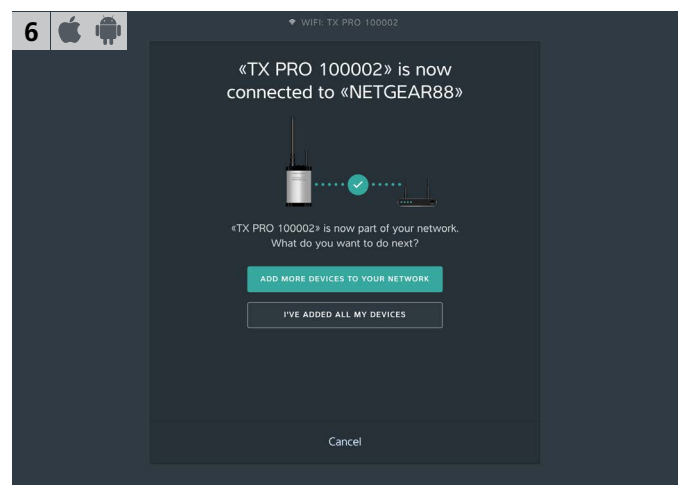 6
WIFI: TX PRO 100002
«TX PRO 100002» is now
connected to «NETGEAR88»
«TX PRO 100002» is now part of your network.
What do you want to do next?
ADD MORE DEVICES TO YOUR NETWORK
I'VE ADDED ALL MY DEVICES
Cancel